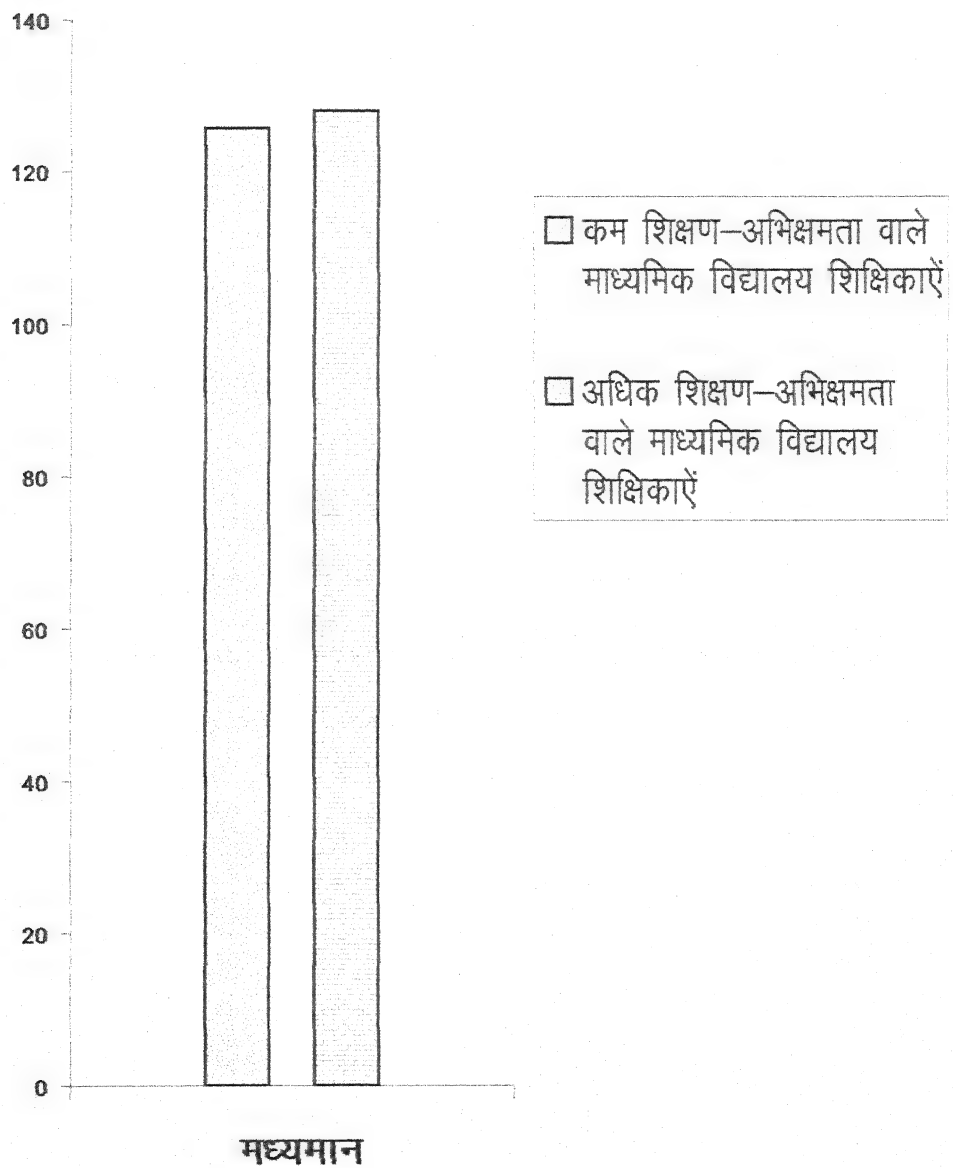 140
120
100
80
60
40
20
0
मध्यमान
कम शिक्षण–अभिक्षमता वाले
माध्यमिक विद्यालय शिक्षिकाऐं
अधिक शिक्षण–अभिक्षमता
वाले माध्यमिक विद्यालय
शिक्षिकाऐं